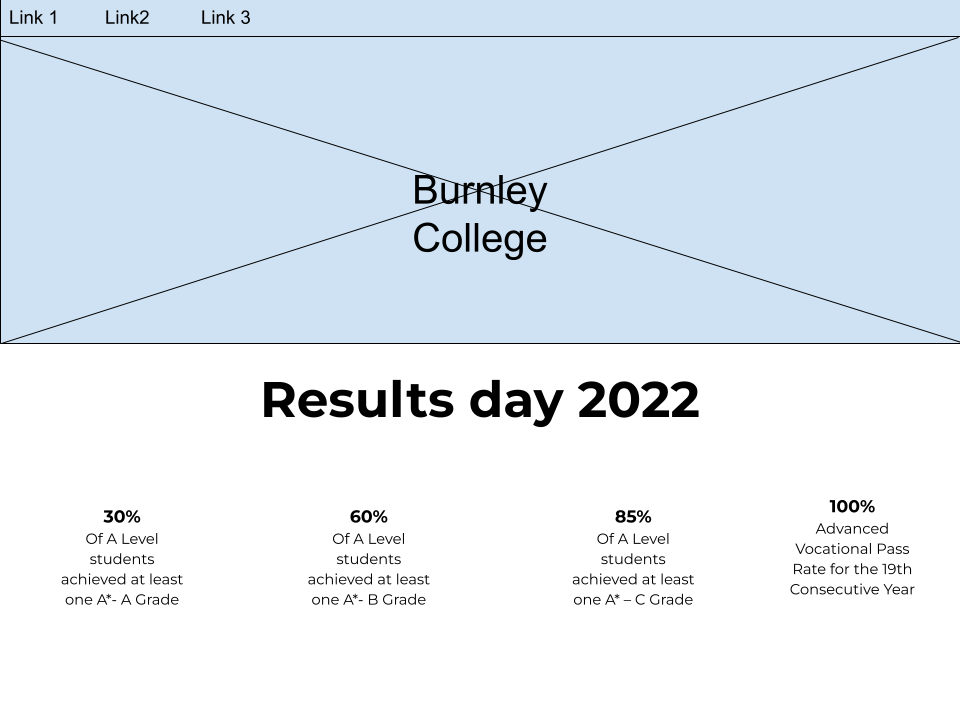 Link 1 Link2 Link 3
Burnley
College
Results day 2022
30%
Of A Level
students
achieved at least
one A*- A Grade
60%
Of A Level
students
achieved at least
one A*- B Grade
85%
Of A Level
students
achieved at least
one A* – C Grade
100%
Advanced
Vocational Pass
Rate for the 19th
Consecutive Year